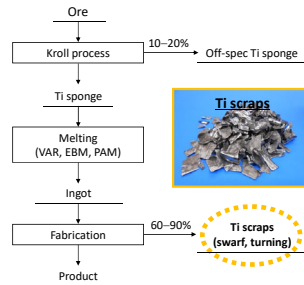 Ore
Kroll process
10–20%
Off-spec Ti sponge
Ti sponge
Ti scraps
Melting
(VAR, EBM, PAM)
Ingot
Fabrication
60–90%
Ti scraps
(swarf, turning)
Product